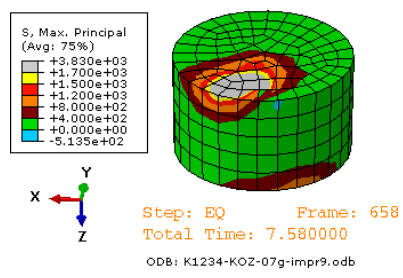 S, Max. Principal
(Avg: 75%)
+3.830e+03
+1.700e+03
+1.500e+03
+1.200e+03
+8.000e+02
+4.000e+02
+0.000e+00
-5.135e+02
Y
X
Z
Step: EQ Frame: 658
Total Time: 7.580000
ODB: K1234-KOZ-07g-impr9.odb